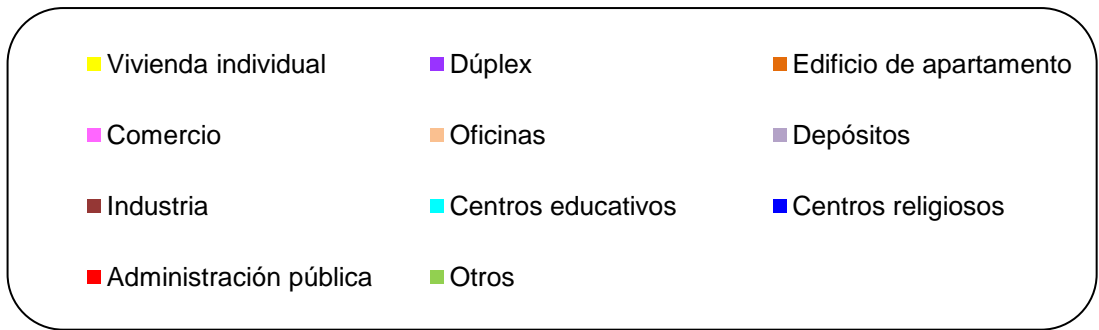 Vivienda individual Dúplex Edificio de apartamento
Comercio Oficinas Depósitos
Industria Centros educativos Centros religiosos
Administración pública Otros